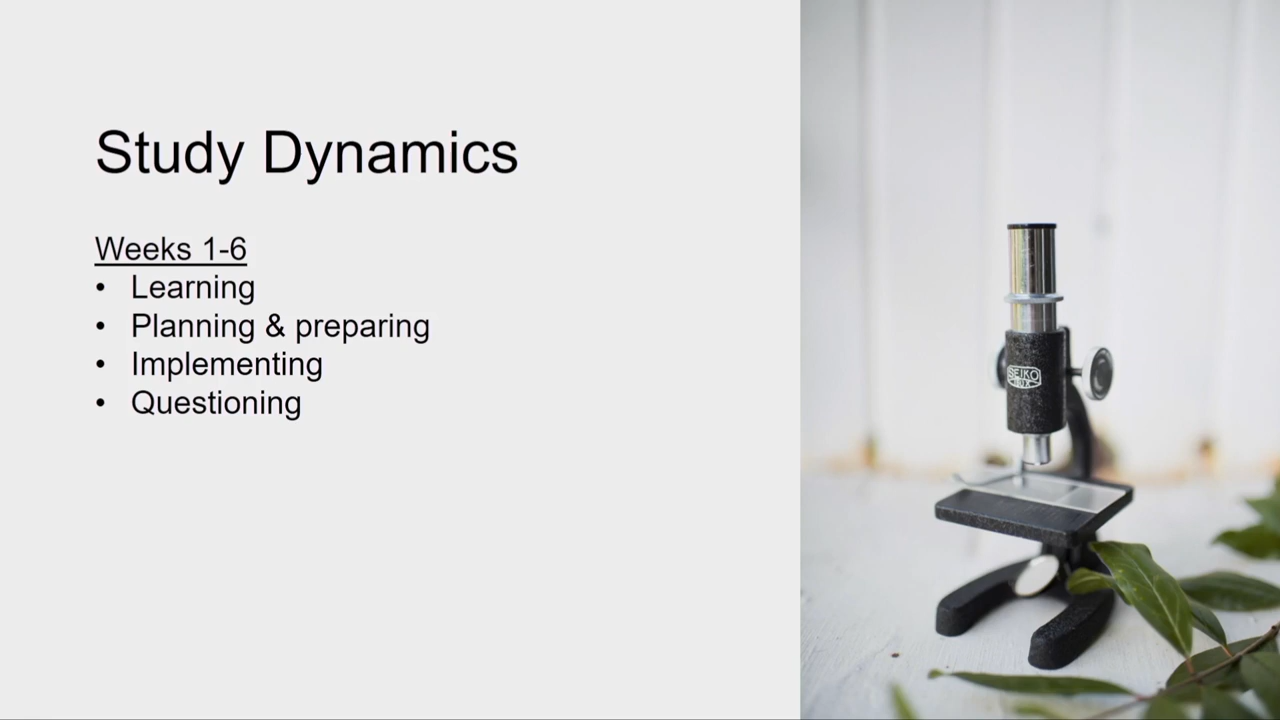 Study Dynamics
Weeks 1-6
• Learning
• Planning & preparing
• Implementing
• Questioning
SEIKO